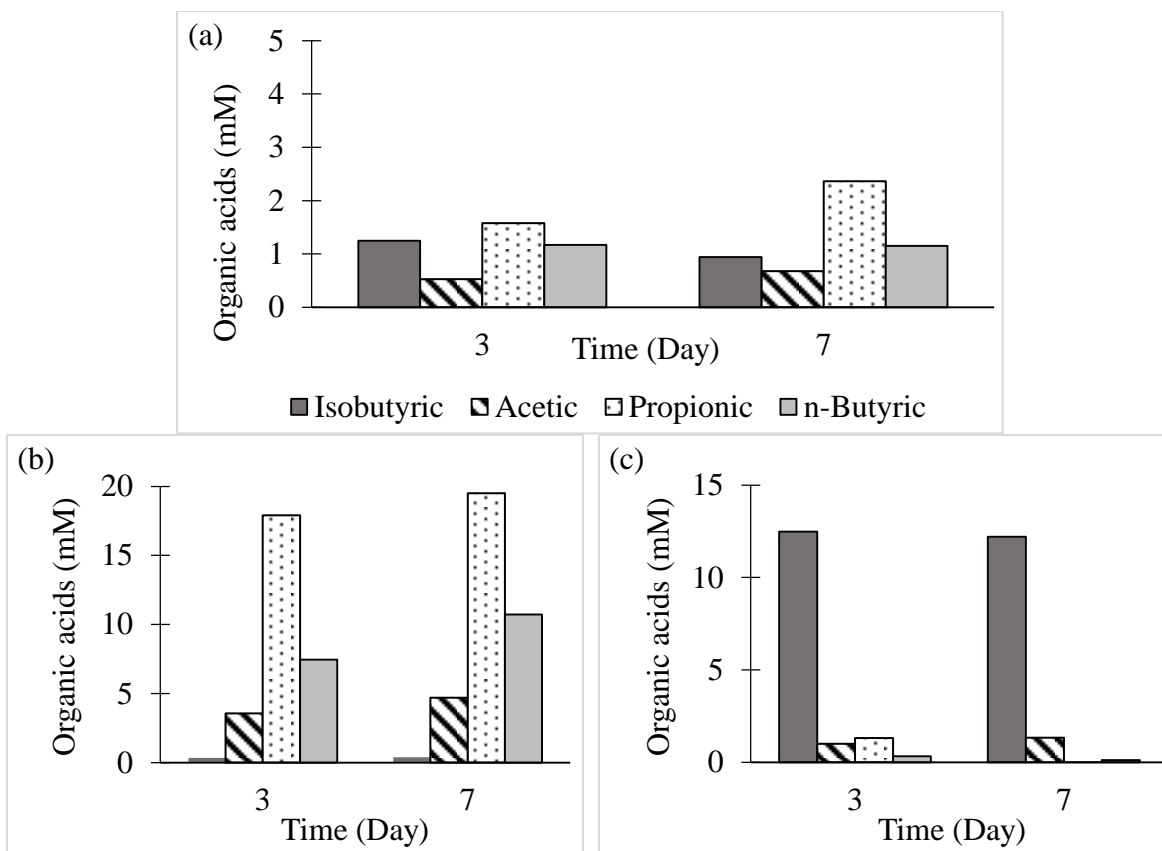 (a)
Organic acids (mM)
5
4
3
2
1
0
3 7
Time (Day)
Isobutyric Acetic Propionic n-Butyric
(b)
Organic acids (mM)
20
15
10
5
0
3 7
Time (Day)
(c)
Organic acids (mM)
15
10
5
0
3 7
Time (Day)